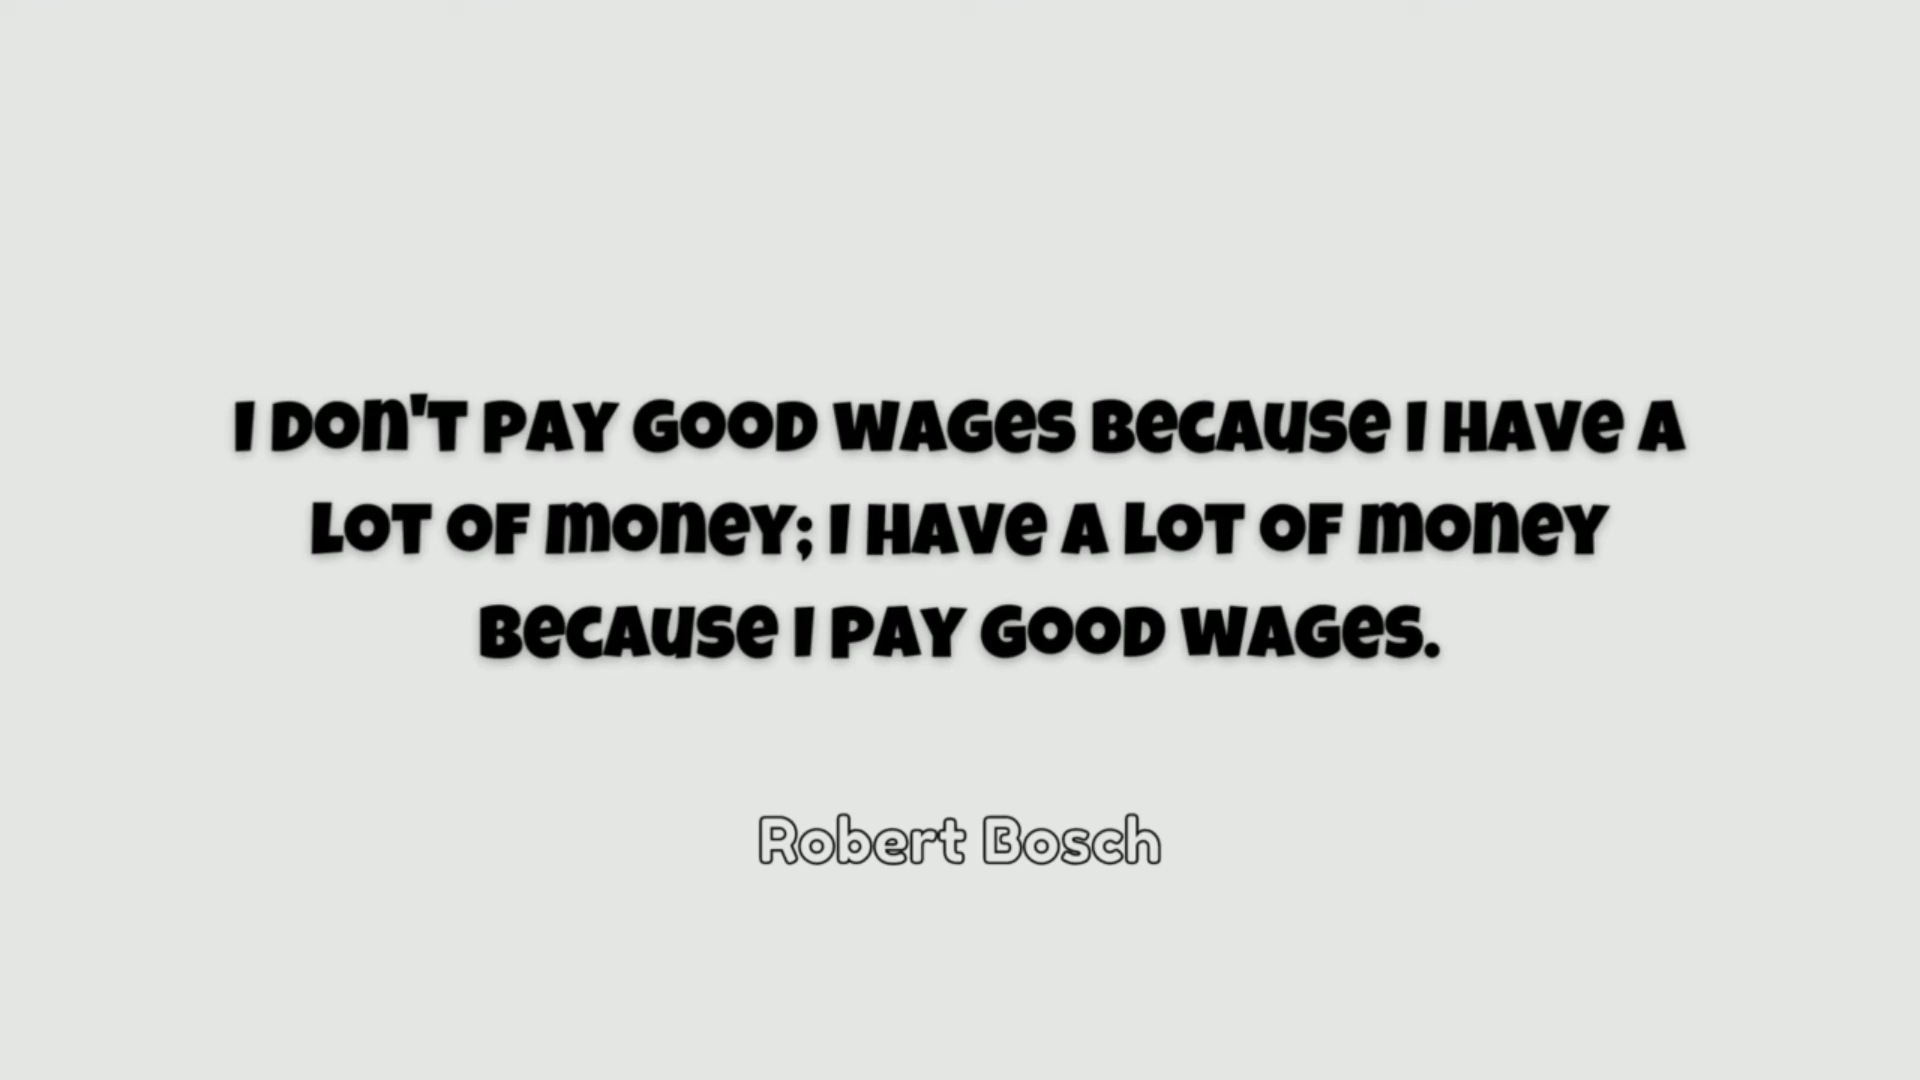 I DON'T PAY GOOD WAGES BECAUSE I HAVE A
LOT OF MONEY; I HAVE A LOT OF MONEY
BECAUSE I PAY GOOD WAGES.
Robert Bosch